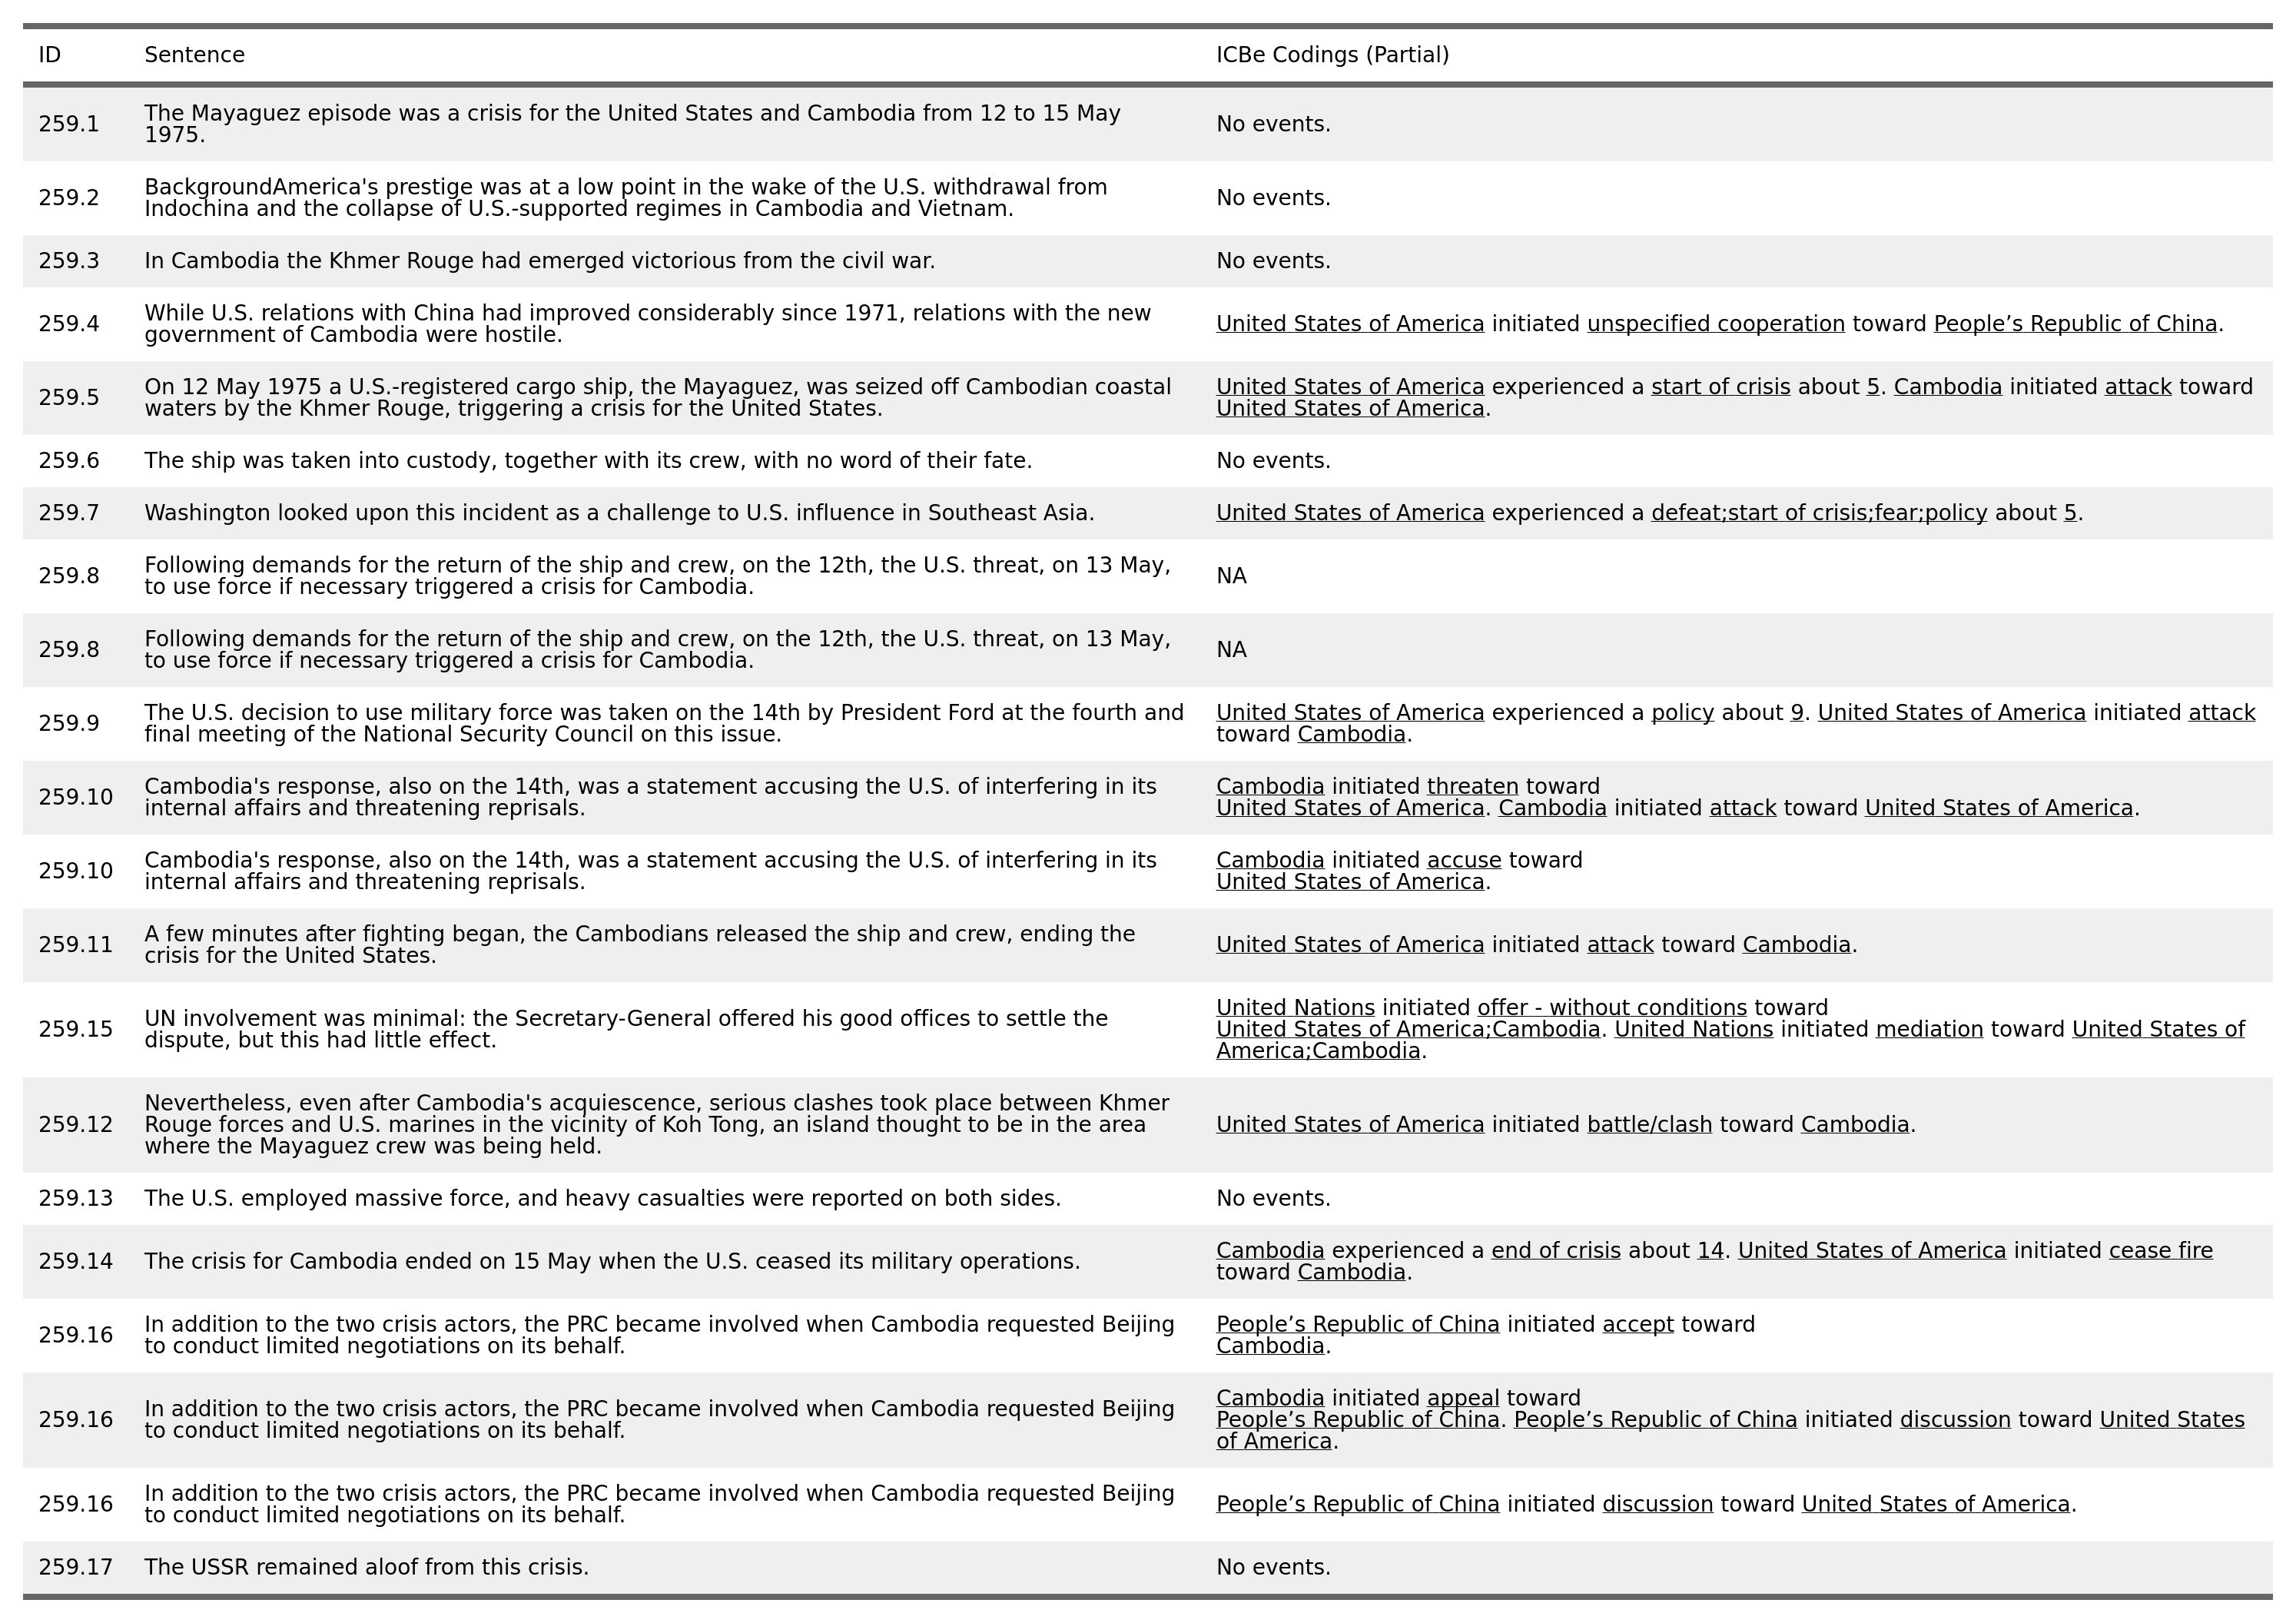 ID Sentence ICBe Codings (Partial)
259.1 The Mayaguez episode was a crisis for the United States and Cambodia from 12 to 15 May
1975. No events.
259.2 BackgroundAmerica's prestige was at a low point in the wake of the U.S. withdrawal from
Indochina and the collapse of U.S.-supported regimes in Cambodia and Vietnam. No events.
259.3 In Cambodia the Khmer Rouge had emerged victorious from the civil war. No events.
259.4 While U.S. relations with China had improved considerably since 1971, relations with the new
government of Cambodia were hostile.
United States of America initiated unspecified cooperation toward People’s Republic of China.
259.5 On 12 May 1975 a U.S.-registered cargo ship, the Mayaguez, was seized off Cambodian coastal
waters by the Khmer Rouge, triggering a crisis for the United States.
United States of America experienced a start of crisis about 5. Cambodia initiated attack toward
United States of America.
259.6 The ship was taken into custody, together with its crew, with no word of their fate. No events.
259.7 Washington looked upon this incident as a challenge to U.S. influence in Southeast Asia. United States of America experienced a defeat;start of crisis;fear;policy about 5.
259.8 Following demands for the return of the ship and crew, on the 12th, the U.S. threat, on 13 May,
to use force if necessary triggered a crisis for Cambodia.
NA
259.8 Following demands for the return of the ship and crew, on the 12th, the U.S. threat, on 13 May,
to use force if necessary triggered a crisis for Cambodia.
NA
259.9 The U.S. decision to use military force was taken on the 14th by President Ford at the fourth and
final meeting of the National Security Council on this issue.
United States of America experienced a policy about 9. United States of America initiated attack
toward Cambodia.
259.10 Cambodia's response, also on the 14th, was a statement accusing the U.S. of interfering in its
internal affairs and threatening reprisals.
Cambodia initiated threaten toward
United States of America. Cambodia initiated attack toward United States of America.
259.10 Cambodia's response, also on the 14th, was a statement accusing the U.S. of interfering in its
internal affairs and threatening reprisals.
Cambodia initiated accuse toward
United States of America.
259.11 A few minutes after fighting began, the Cambodians released the ship and crew, ending the
crisis for the United States.
United States of America initiated attack toward Cambodia.
259.15 UN involvement was minimal: the Secretary-General offered his good offices to settle the
dispute, but this had little effect.
United Nations initiated offer - without conditions toward
United States of America;Cambodia. United Nations initiated mediation toward United States of
America;Cambodia.
259.12 Nevertheless, even after Cambodia's acquiescence, serious clashes took place between Khmer
Rouge forces and U.S. marines in the vicinity of Koh Tong, an island thought to be in the area
where the Mayaguez crew was being held.
United States of America initiated battle/clash toward Cambodia.
259.13 The U.S. employed massive force, and heavy casualties were reported on both sides. No events.
259.14 The crisis for Cambodia ended on 15 May when the U.S. ceased its military operations.
Cambodia experienced a end of crisis about 14. United States of America initiated cease fire
toward Cambodia.
259.16 In addition to the two crisis actors, the PRC became involved when Cambodia requested Beijing
to conduct limited negotiations on its behalf.
People’s Republic of China initiated accept toward
Cambodia.
259.16 In addition to the two crisis actors, the PRC became involved when Cambodia requested Beijing
to conduct limited negotiations on its behalf.
Cambodia initiated appeal toward
People’s Republic of China. People’s Republic of China initiated discussion toward United States
of America.
259.16 In addition to the two crisis actors, the PRC became involved when Cambodia requested Beijing
to conduct limited negotiations on its behalf.
People’s Republic of China initiated discussion toward United States of America.
259.17 The USSR remained aloof from this crisis. No events.